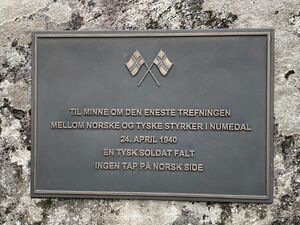 TIL MINNE OM DEN ENESTE TREFNINGEN
MELLOM NORSKE OG TYSKE STYRKER I NUMEDAL
24. APRIL 1940
ÉN TYSK SOLDAT FALT
INGEN TAP PÅ NORSK SIDE